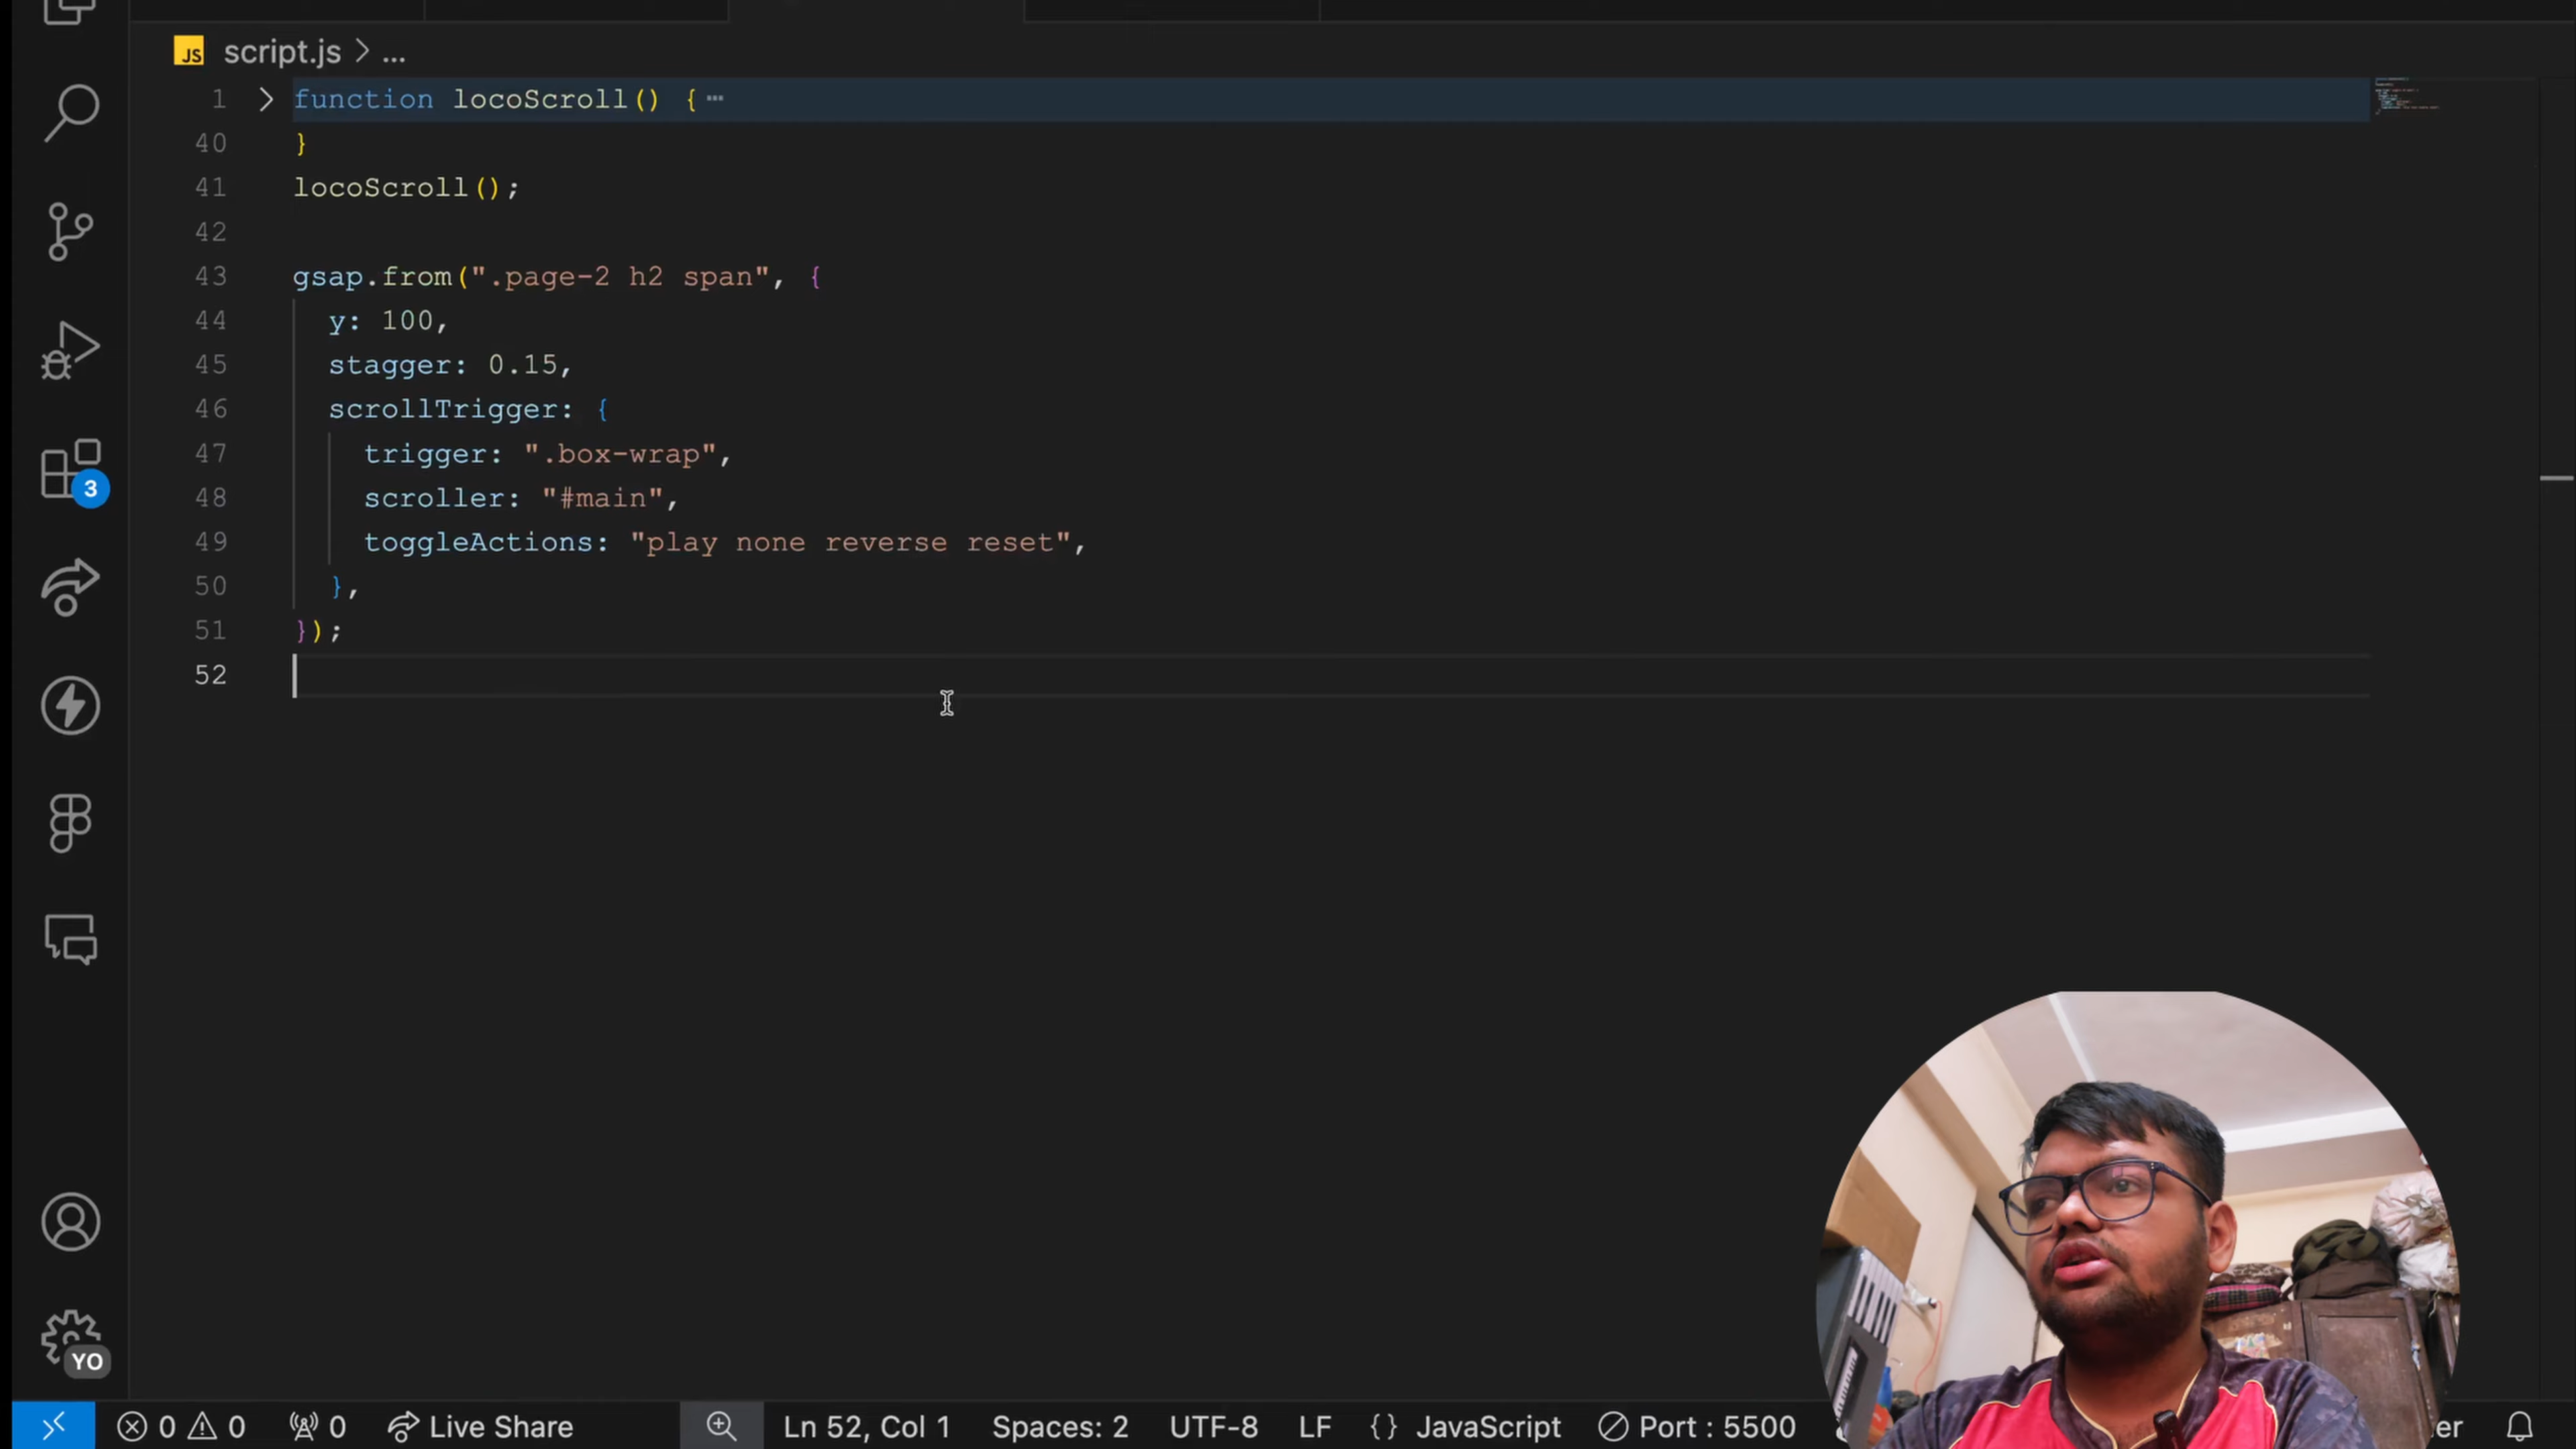 script.js > ...
1 function locoScroll() { ...
40 }
41 locoScroll();
42
43 gsap.from(".page-2 h2 span", {
44 y: 100,
45 stagger: 0.15,
46 scrollTrigger: {
47 trigger: ".box-wrap",
48 scroller: "#main",
49 toggleActions: "play none reverse reset",
50 },
51 });
52
3
YO
0 0 0 Live Share Ln 52, Col 1 Spaces: 2 UTF-8 LF {} JavaScript Port : 5500